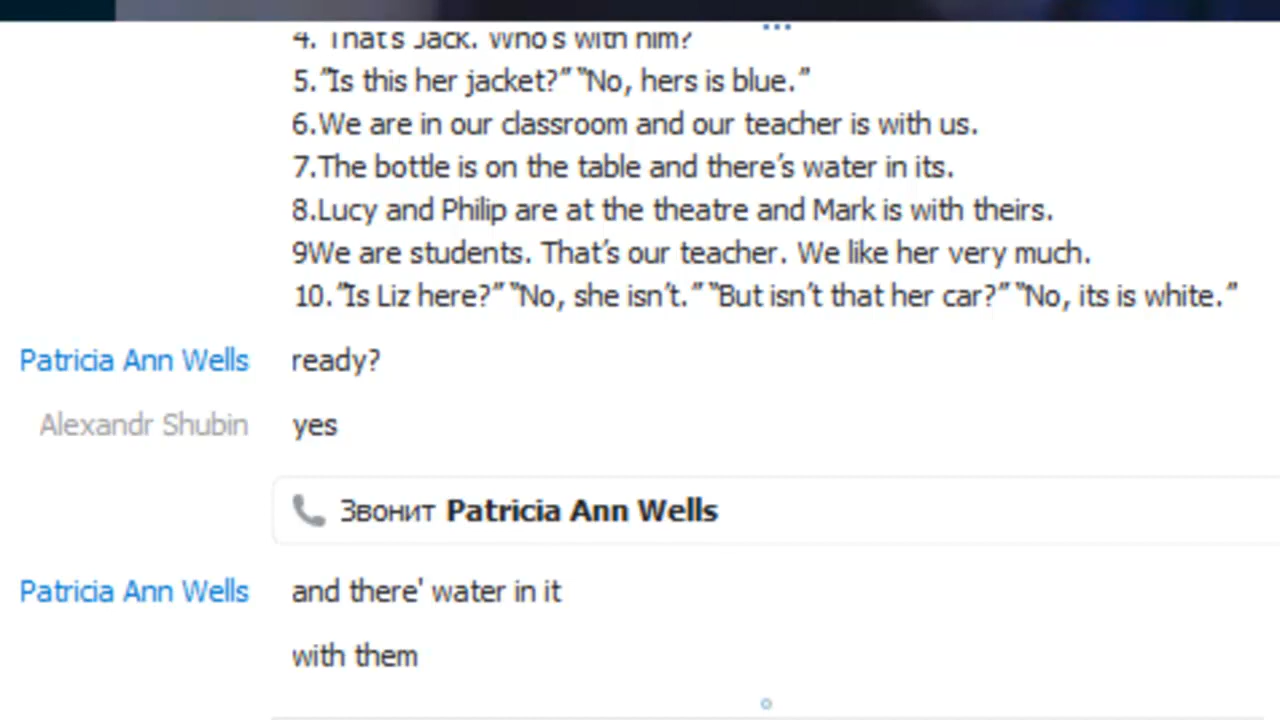 4. That's Jack. Who's with him?
5.”Is this her jacket?” “No, hers is blue.”
6.We are in our classroom and our teacher is with us.
7.The bottle is on the table and there’s water in its.
8.Lucy and Philip are at the theatre and Mark is with theirs.
9We are students. That’s our teacher. We like her very much.
10.”Is Liz here?” “No, she isn’t.” “But isn’t that her car?” “No, its is white.”
Patricia Ann Wells ready?
Alexandr Shubin yes
Звонит Patricia Ann Wells
Patricia Ann Wells and there' water in it
with them